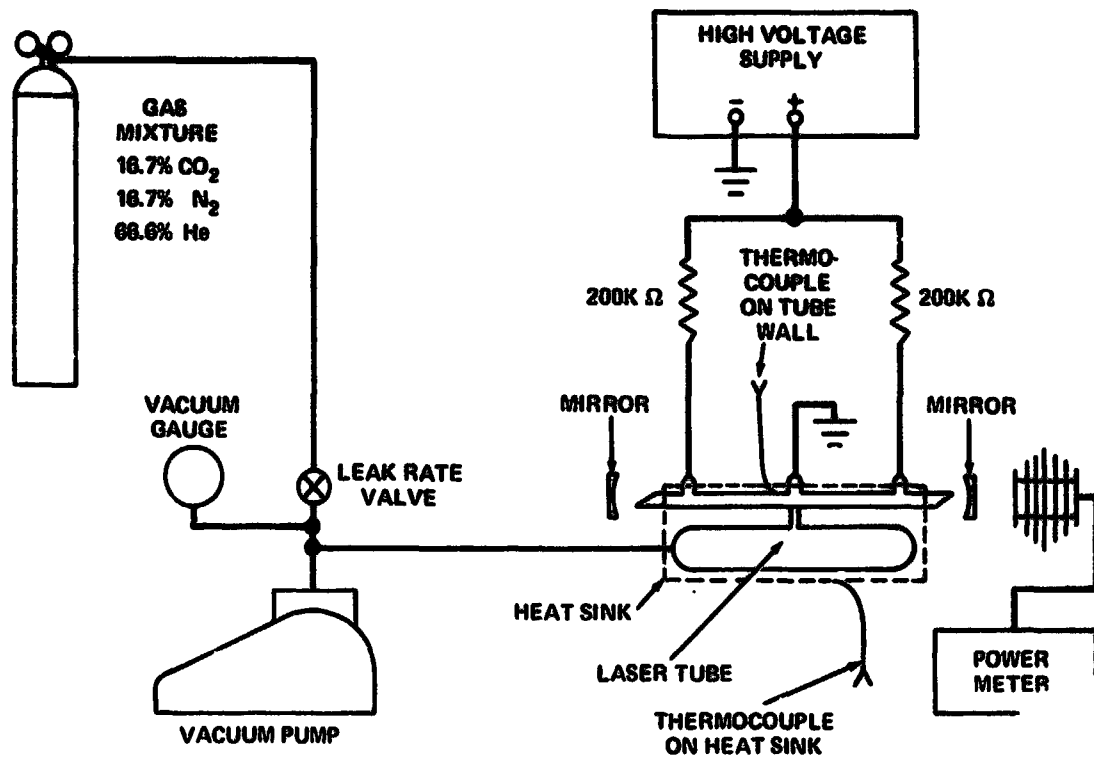 GAS
MIXTURE
16.7% CO₂
16.7% N₂
66.6% He
HIGH VOLTAGE
SUPPLY
- +
THERMO-
COUPLE
ON TUBE
WALL
200K Ω
200K Ω
VACUUM
GAUGE
LEAK RATE
VALVE
MIRROR
MIRROR
HEAT SINK
LASER TUBE
THERMOCOUPLE
ON HEAT SINK
POWER
METER
VACUUM PUMP